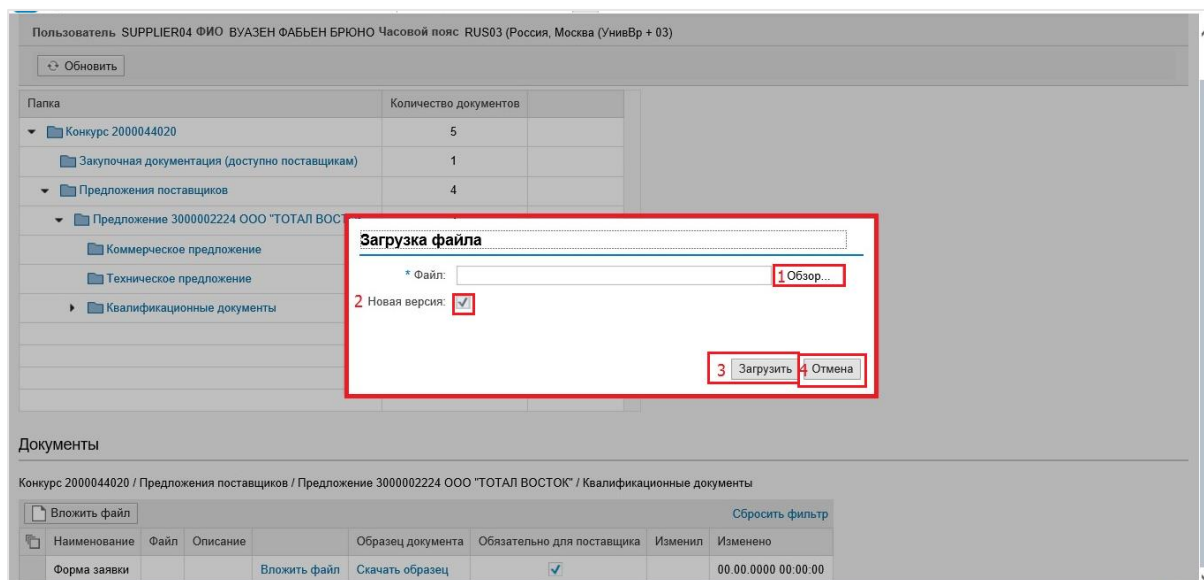 Пользователь SUPPLIER04 ФИО ВУАЗЕН ФАБЬЕН БРЮНО Часовой пояс RUS03 (Россия, Москва (УнивВр + 03)
Обновить
Папка Количество документов
Конкурс 2000044020 5
Закупочная документация (доступно поставщикам) 1
Предложения поставщиков 4
Предложение 3000002224 ООО "ТОТАЛ ВОСТ
Коммерческое предложение
Техническое предложение
Квалификационные документы
Загрузка файла
* Файл: 1 Обзор...
2 Новая версия:
3 Загрузить 4 Отмена
Документы
Конкурс 2000044020 / Предложения поставщиков / Предложение 3000002224 ООО "ТОТАЛ ВОСТОК" / Квалификационные документы
Вложить файл Сбросить фильтр
Наименование Файл Описание Образец документа Обязательно для поставщика Изменил Изменено
Форма заявки Вложить файл Скачать образец 00.00.0000 00:00:00